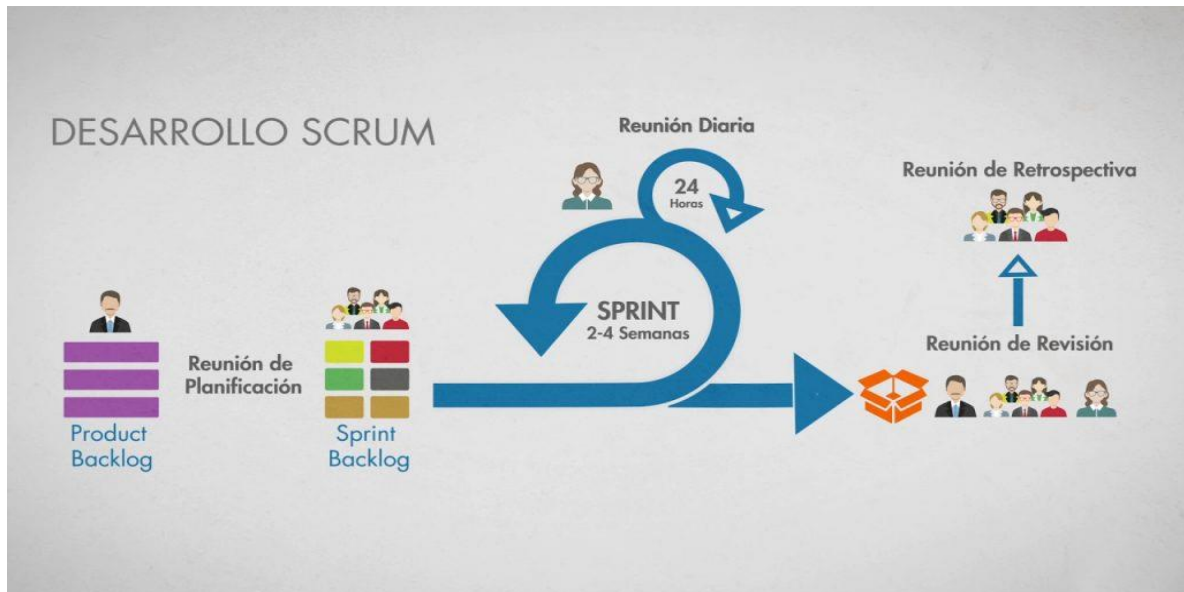 DESARROLLO SCRUM
Reunión Diaria
24
Horas
SPRINT
2-4 Semanas
Reunión de
Planificación
Product
Backlog
Sprint
Backlog
Reunión de Retrospectiva
Reunión de Revisión